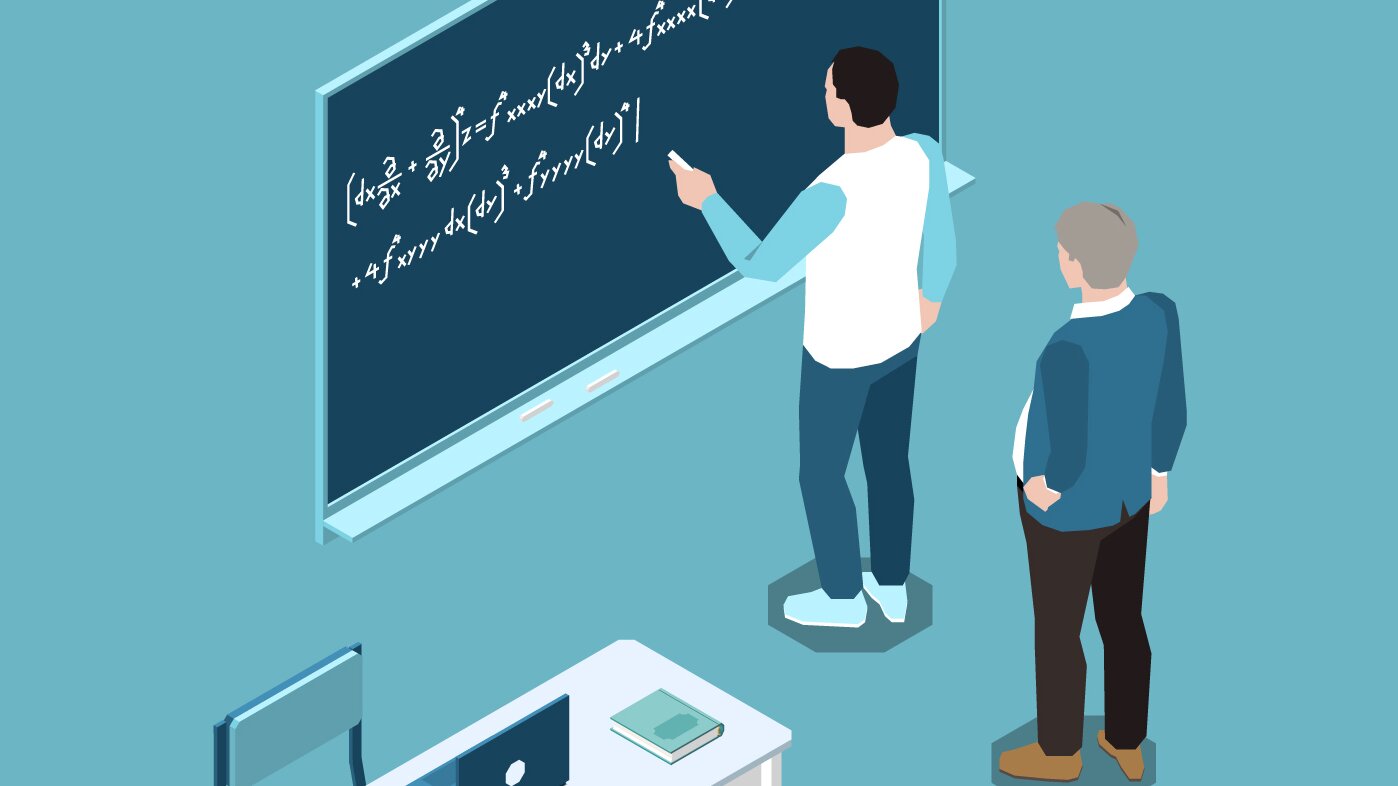 (dx ∂/∂x + ∂/∂y)⁴z=f⁴xxxy(dx)³dy+4f⁴xxxx(
+4f⁴xyyy dx(dy)³+f⁴yyyy(dy)⁴|